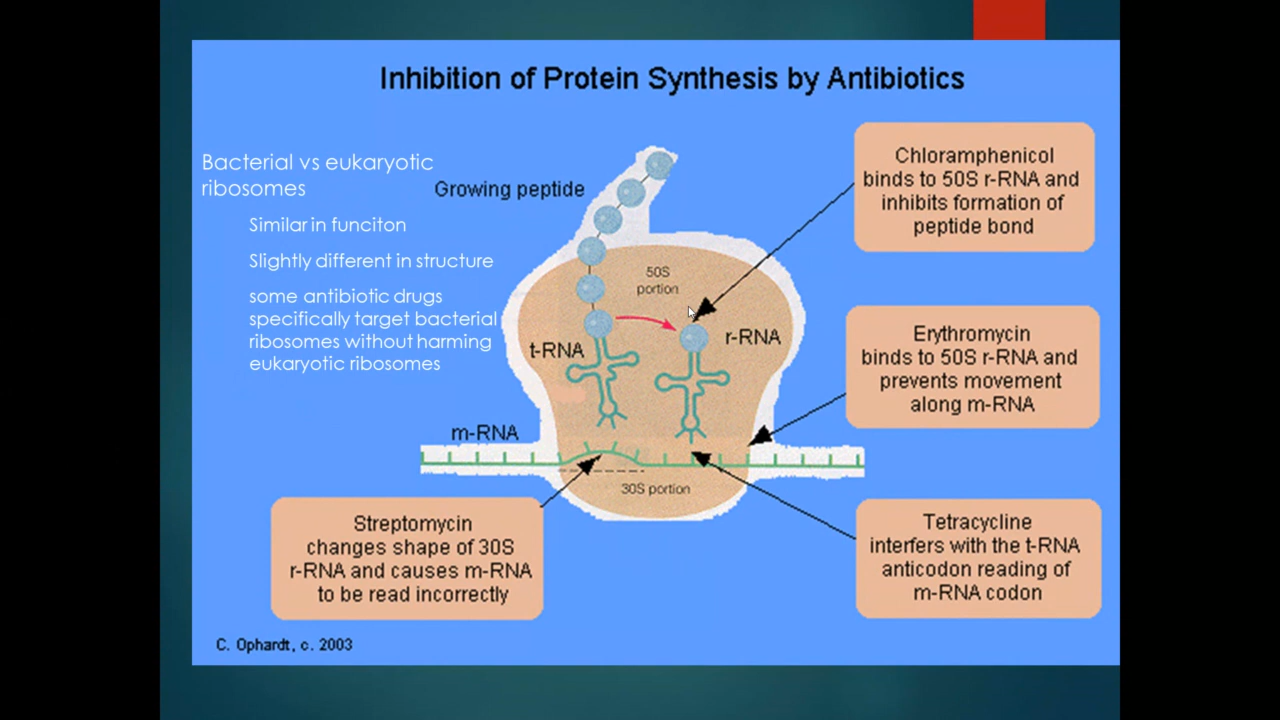 Inhibition of Protein Synthesis by Antibiotics
Bacterial vs eukaryotic
ribosomes
Similar in funciton
Slightly different in structure
some antibiotic drugs
specifically target bacterial
ribosomes without harming
eukaryotic ribosomes
Growing peptide
50S
portion
t-RNA
r-RNA
m-RNA
30S portion
Chloramphenicol
binds to 50S r-RNA and
inhibits formation of
peptide bond
Erythromycin
binds to 50S r-RNA and
prevents movement
along m-RNA
Streptomycin
changes shape of 30S
r-RNA and causes m-RNA
to be read incorrectly
Tetracycline
interfers with the t-RNA
anticodon reading of
m-RNA codon
C. Ophardt, c. 2003